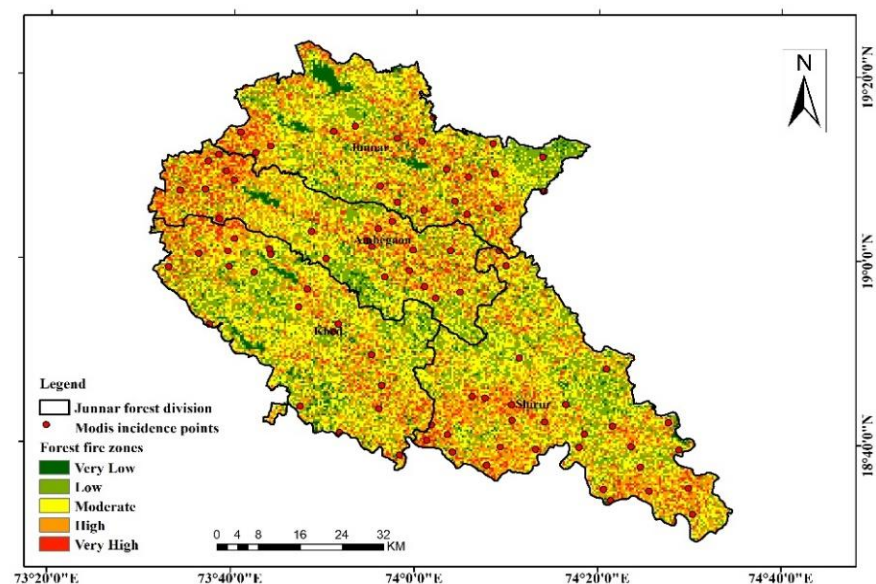 N
19°0'20"N
Junnar
Ambegaon
19°0'0"N
Khed
Shirur
18°40'0"N
Legend
Junnar forest division
Modis incidence points
Forest fire zones
Very Low
Low
Moderate
High
Very High
0 4 8 16 24 32
KM
73°20'0"E 73°40'0"E 74°0'0"E 74°20'0"E 74°40'0"E